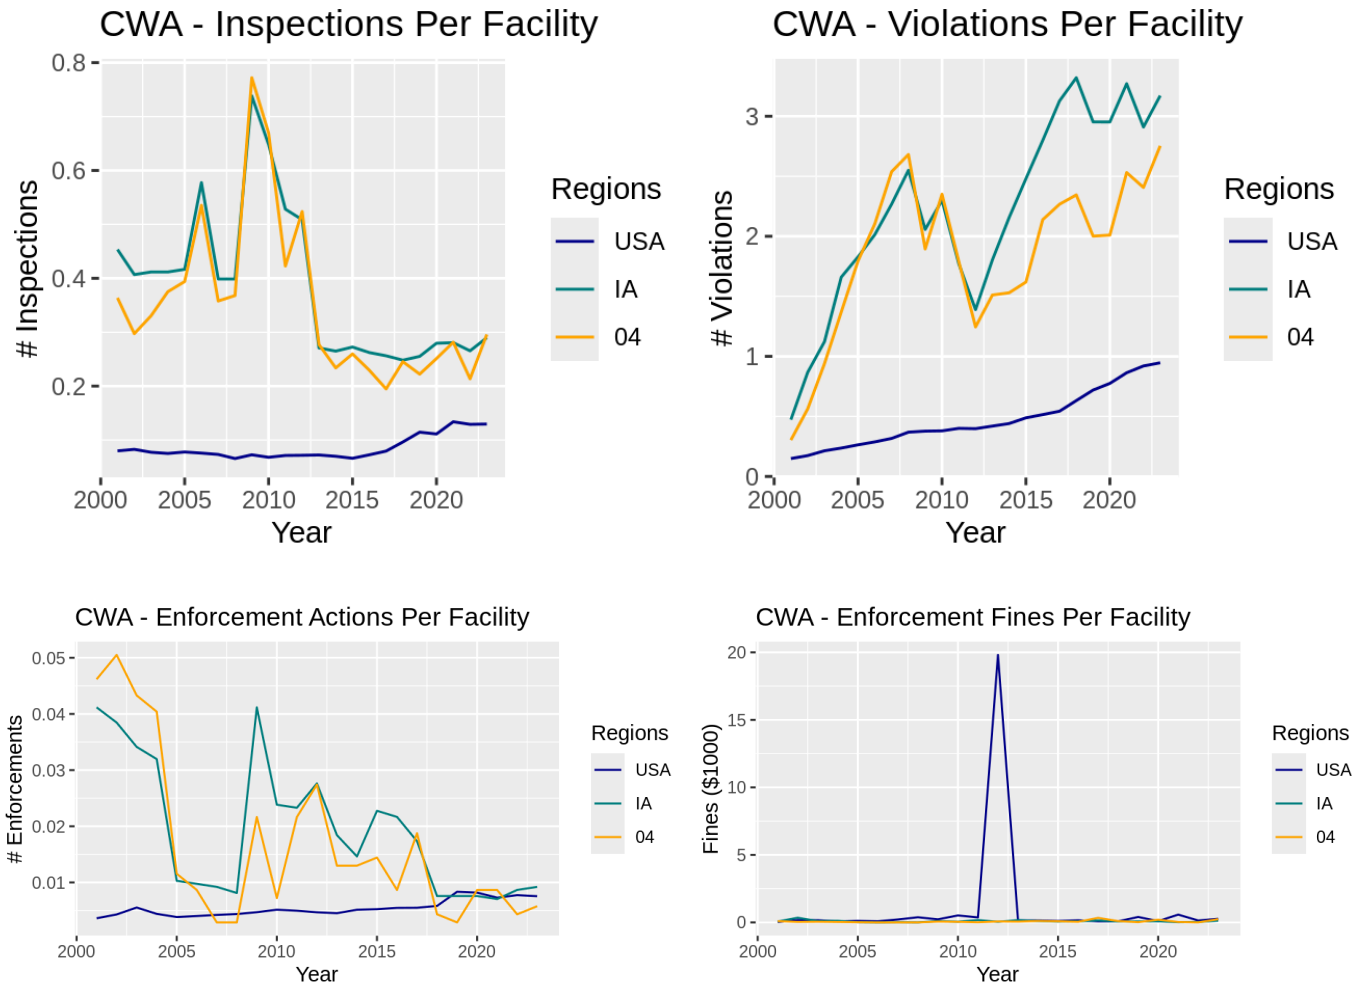 CWA - Inspections Per Facility
# Inspections
0.8
0.6
0.4
0.2
2000 2005 2010 2015 2020
Year
Regions
USA
IA
04
CWA - Violations Per Facility
# Violations
3
2
1
0
2000 2005 2010 2015 2020
Year
Regions
USA
IA
04
CWA - Enforcement Actions Per Facility
# Enforcements
0.05
0.04
0.03
0.02
0.01
2000 2005 2010 2015 2020
Year
Regions
USA
IA
04
CWA - Enforcement Fines Per Facility
Fines ($1000)
20
15
10
5
0
2000 2005 2010 2015 2020
Year
Regions
USA
IA
04